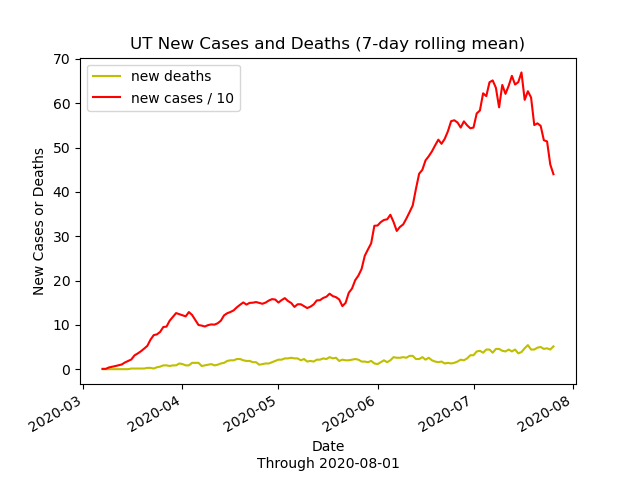 UT New Cases and Deaths (7-day rolling mean)
new deaths
new cases / 10
New Cases or Deaths
70
60
50
40
30
20
10
0
2020-03
2020-04
2020-05
2020-06
2020-07
2020-08
Date
Through 2020-08-01